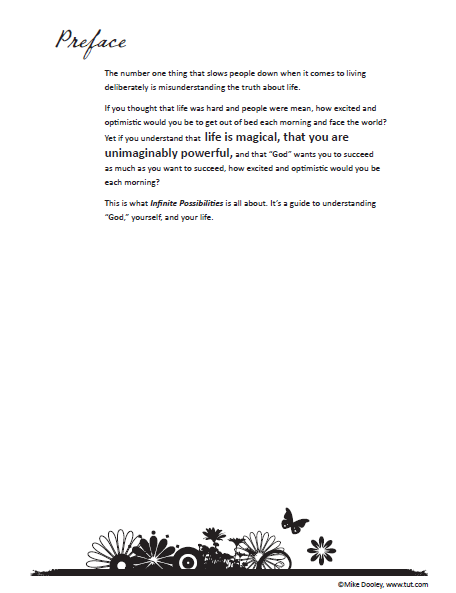 Preface
The number one thing that slows people down when it comes to living
deliberately is misunderstanding the truth about life.
If you thought that life was hard and people were mean, how excited and
optimistic would you be to get out of bed each morning and face the world?
Yet if you understand that life is magical, that you are
unimaginably powerful, and that “God” wants you to succeed
as much as you want to succeed, how excited and optimistic would you be
each morning?
This is what Infinite Possibilities is all about. It’s a guide to understanding
“God,” yourself, and your life.
©Mike Dooley, www.tut.com